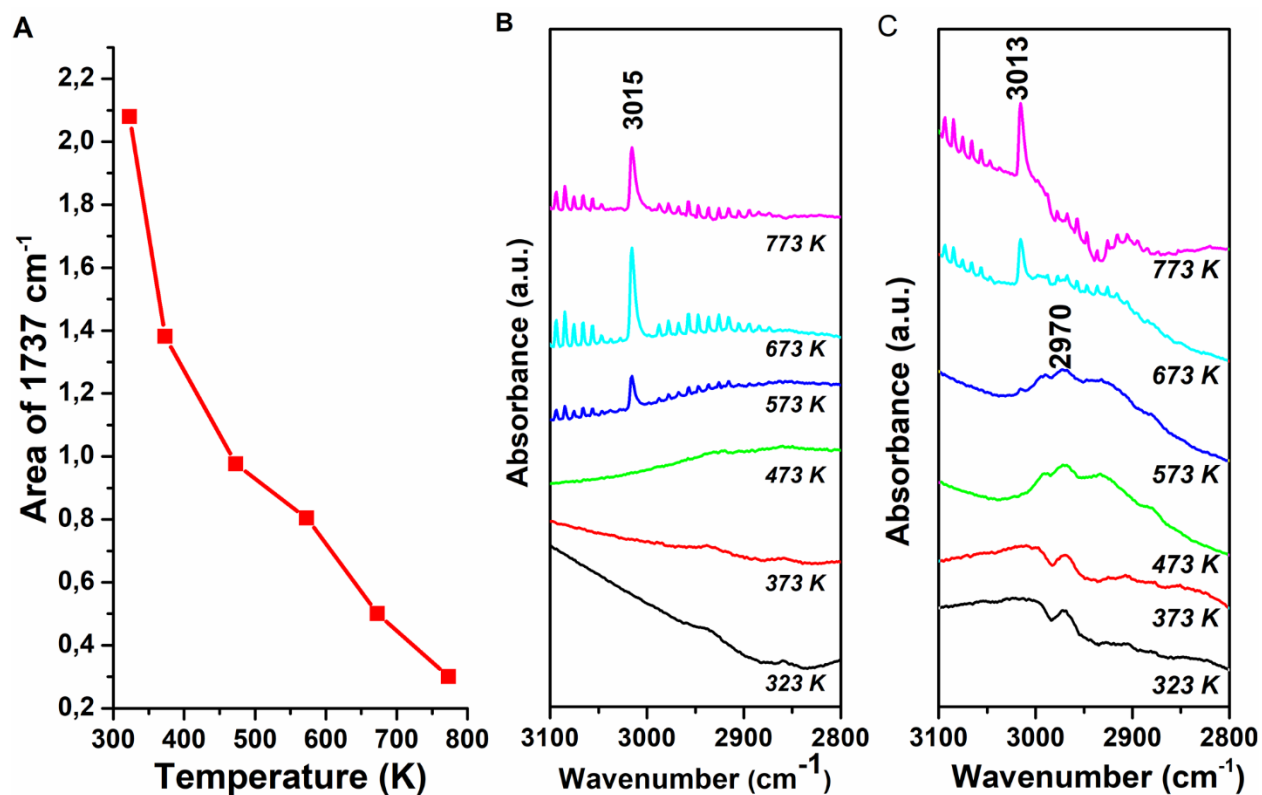 A
Area of 1737 cm⁻¹
2,2
2,0
1,8
1,6
1,4
1,2
1,0
0,8
0,6
0,4
0,2
300 400 500 600 700 800
Temperature (K)
B
Absorbance (a.u.)
3015
773 K
673 K
573 K
473 K
373 K
323 K
3100 3000 2900 2800
Wavenumber (cm⁻¹)
C
Absorbance (a.u.)
3013
773 K
2970
673 K
573 K
473 K
373 K
323 K
3100 3000 2900 2800
Wavenumber (cm⁻¹)